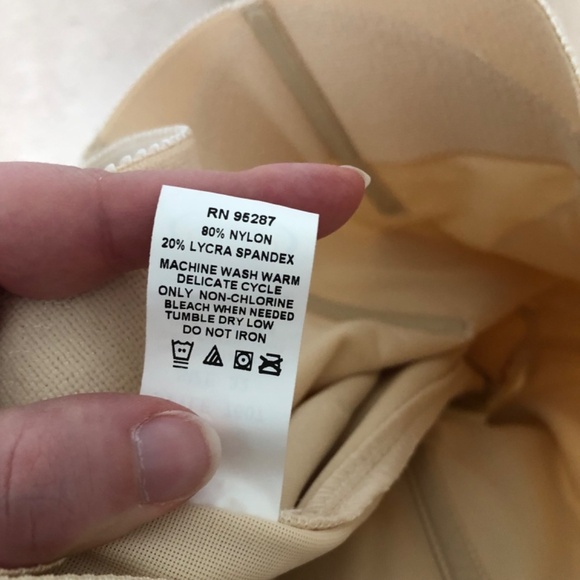 RN 95287
80% NYLON
20% LYCRA SPANDEX
MACHINE WASH WARM
DELICATE CYCLE
ONLY NON-CHLORINE
BLEACH WHEN NEEDED
TUMBLE DRY LOW
DO NOT IRON